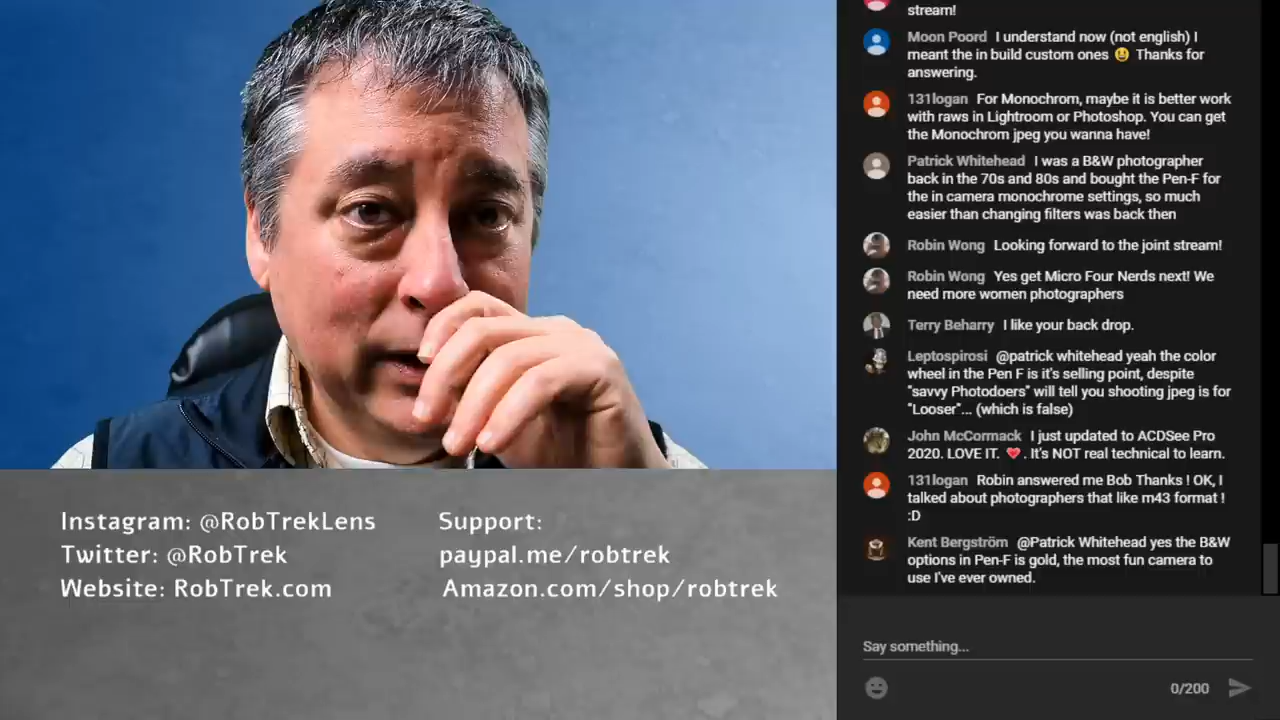 stream!
Moon Poord I understand now (not english) I
meant the in build custom ones 😃 Thanks for
answering.
131logan For Monochrom, maybe it is better work
with raws in Lightroom or Photoshop. You can get
the Monochrom jpeg you wanna have!
Patrick Whitehead I was a B&W photographer
back in the 70s and 80s and bought the Pen-F for
the in camera monochrome settings, so much
easier than changing filters was back then
Robin Wong Looking forward to the joint stream!
Robin Wong Yes get Micro Four Nerds next! We
need more women photographers
Terry Beharry I like your back drop.
Leptospirosi @patrick whitehead yeah the color
wheel in the Pen F is it's selling point, despite
"savvy Photodoers" will tell you shooting jpeg is for
"Looser"... (which is false)
John McCormack I just updated to ACDSee Pro
2020. LOVE IT. ❤️. It's NOT real technical to learn.
131logan Robin answered me Bob Thanks ! OK, I
talked about photographers that like m43 format !
:D
Kent Bergström @Patrick Whitehead yes the B&W
options in Pen-F is gold, the most fun camera to
use I've ever owned.
Say something...
0/200
Instagram: @RobTrekLens
Twitter: @RobTrek
Website: RobTrek.com
Support:
paypal.me/robtrek
Amazon.com/shop/robtrek